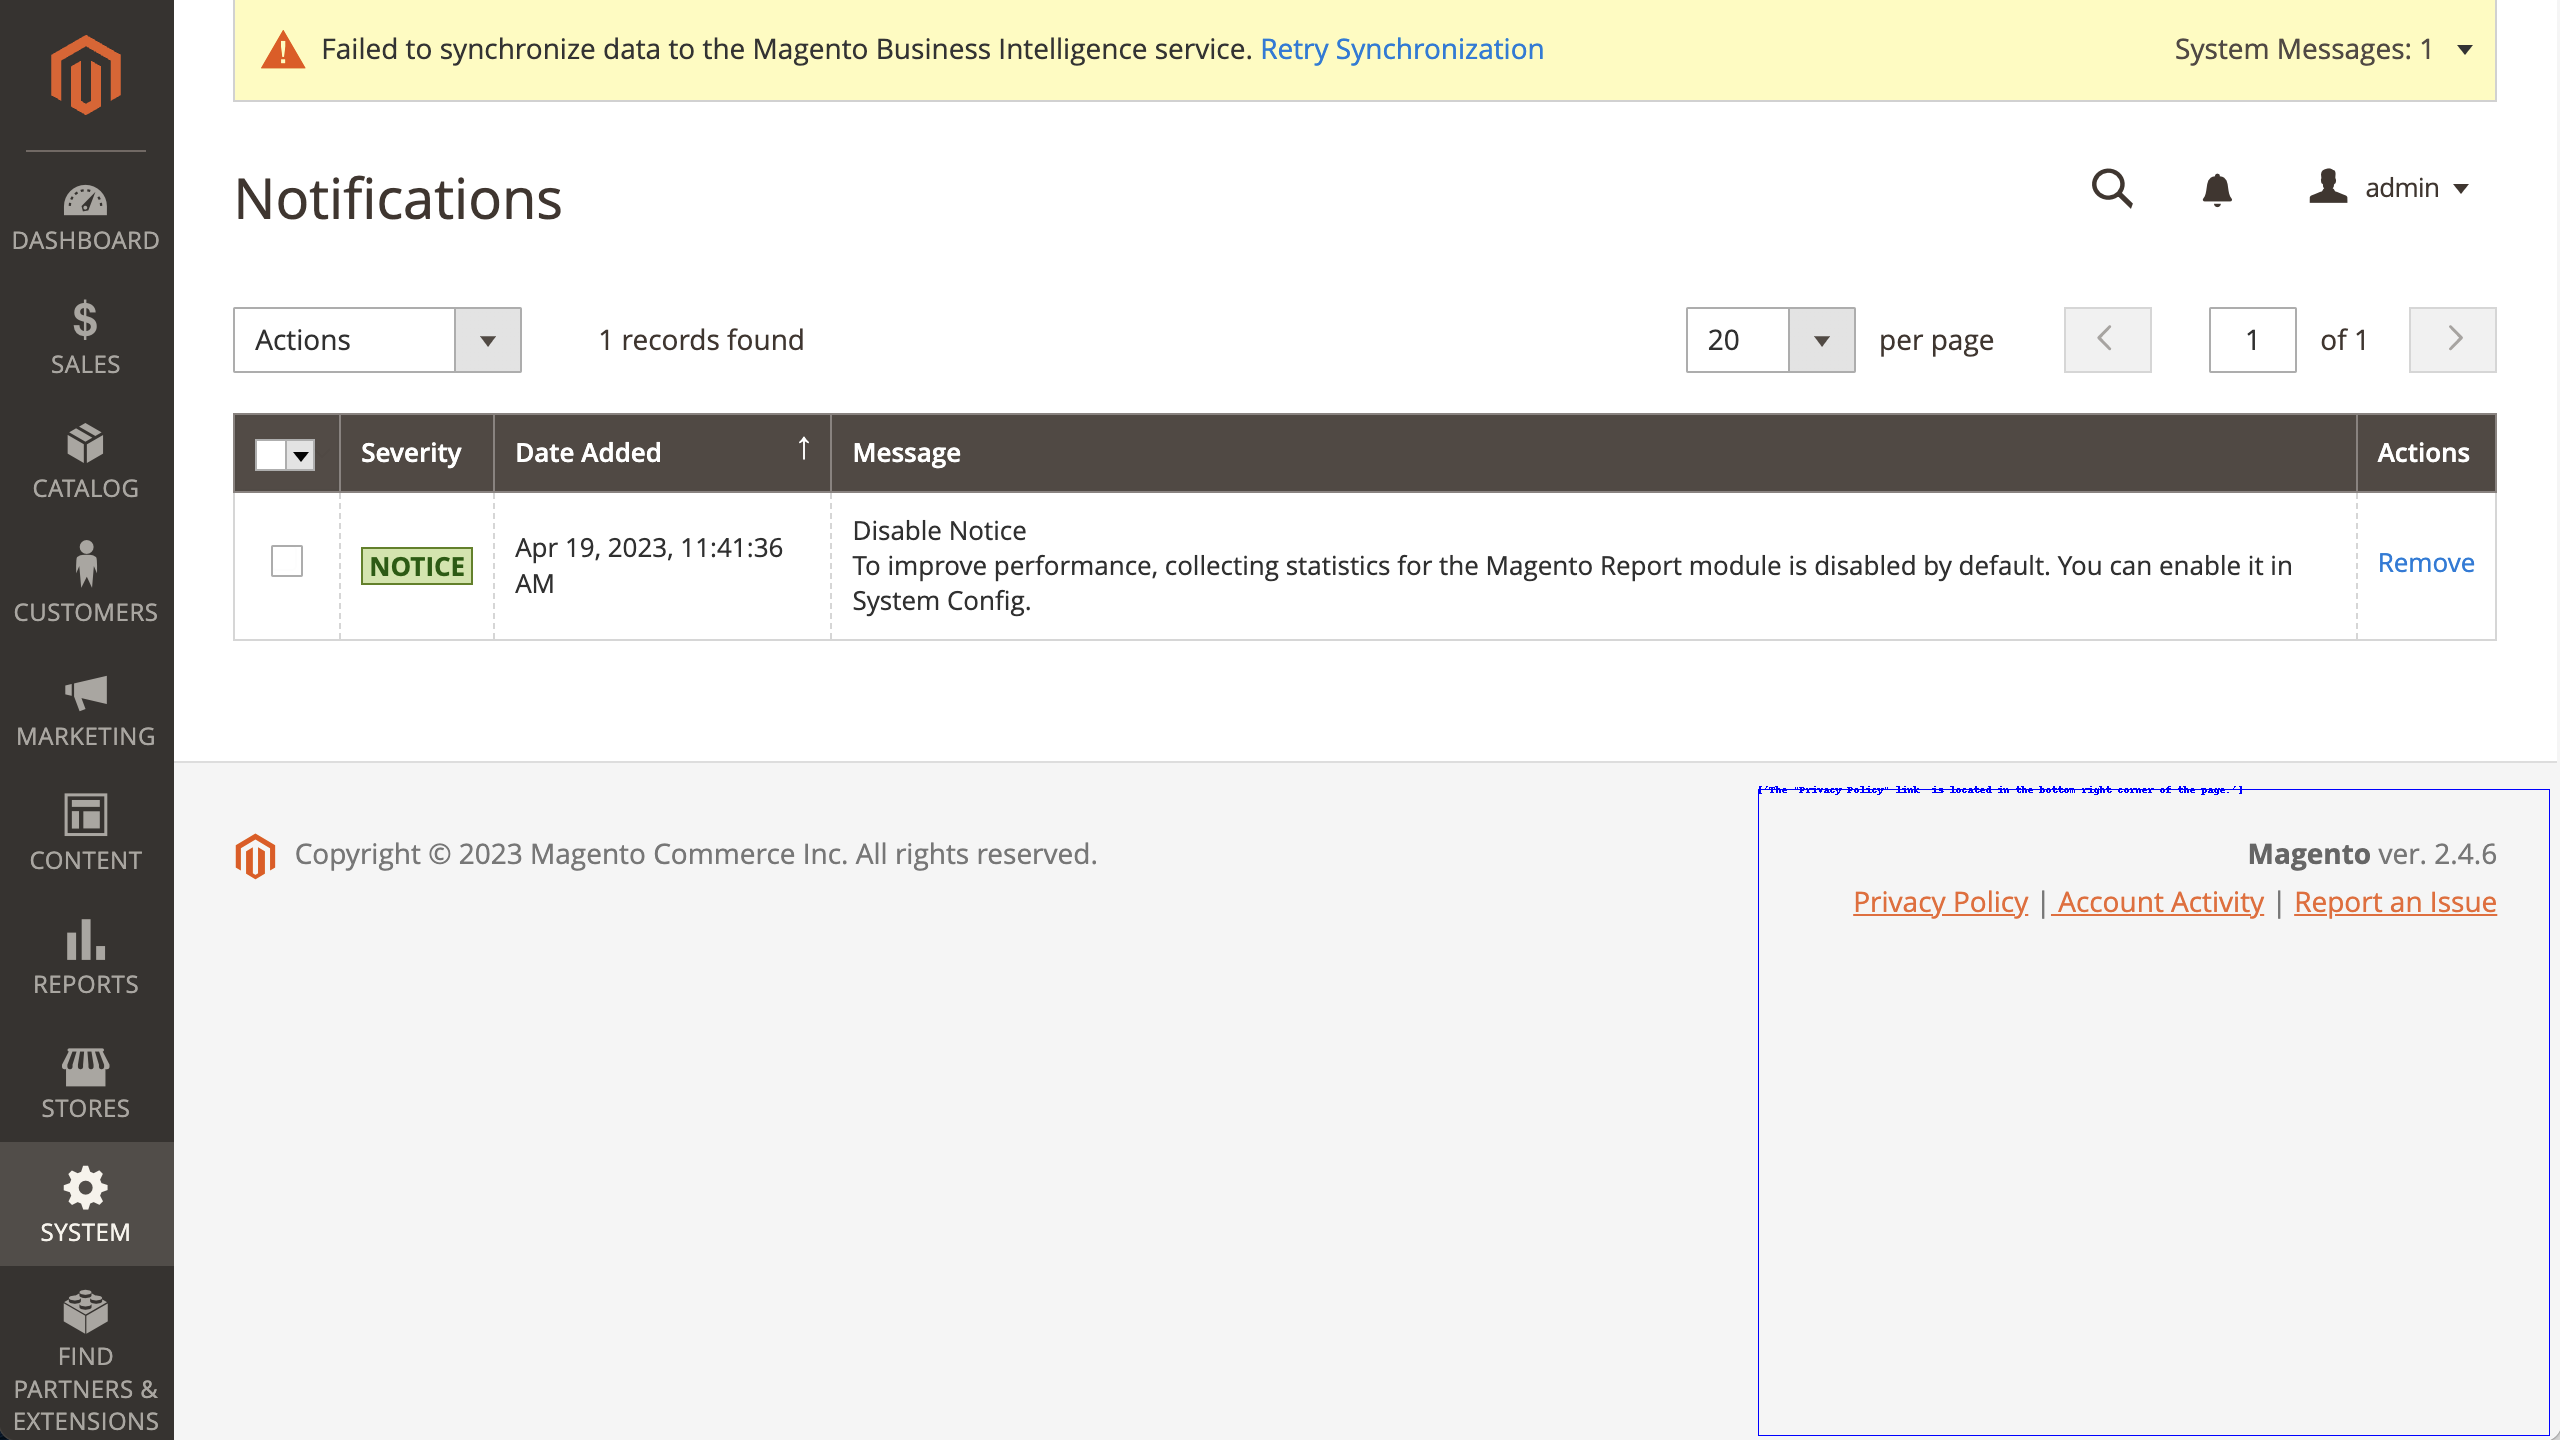 Failed to synchronize data to the Magento Business Intelligence service. Retry Synchronization
System Messages: 1
Notifications
admin
DASHBOARD
SALES
CATALOG
CUSTOMERS
MARKETING
CONTENT
REPORTS
STORES
SYSTEM
FIND
PARTNERS &
EXTENSIONS
Actions
1 records found
20
per page
1
of 1
Severity
Date Added
Message
Actions
NOTICE
Apr 19, 2023, 11:41:36
AM
Disable Notice
To improve performance, collecting statistics for the Magento Report module is disabled by default. You can enable it in
System Config.
Remove
['The "Privacy Policy" link  is located in the bottom right corner of the page.']
Copyright © 2023 Magento Commerce Inc. All rights reserved.
Magento ver. 2.4.6
Privacy Policy | Account Activity | Report an Issue